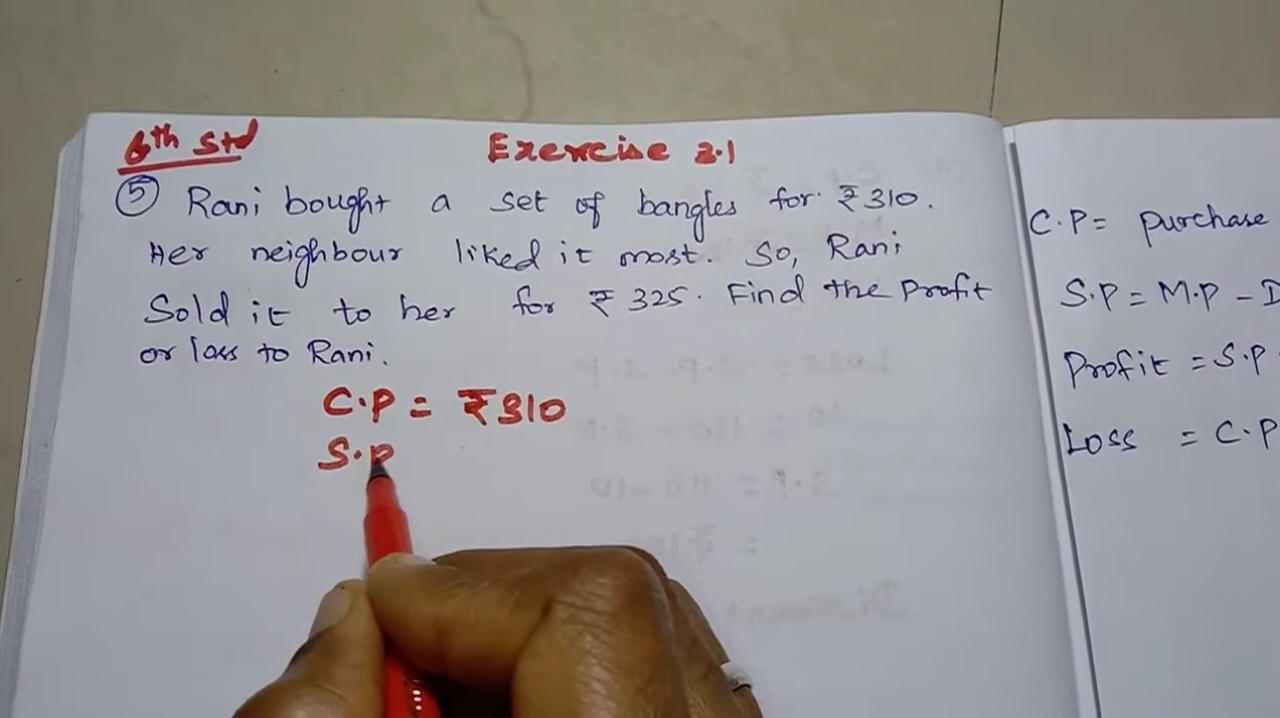 6th Std
Exercise 2.1
5 Rani bought a set of bangles for ₹310.
Her neighbour liked it most. So, Rani
Sold it to her for ₹ 325. Find the Profit
or loss to Rani.
C.P = ₹310
S.P
C.P = purchase
S.P = M.P - D
Profit = S.P
Loss = C.P